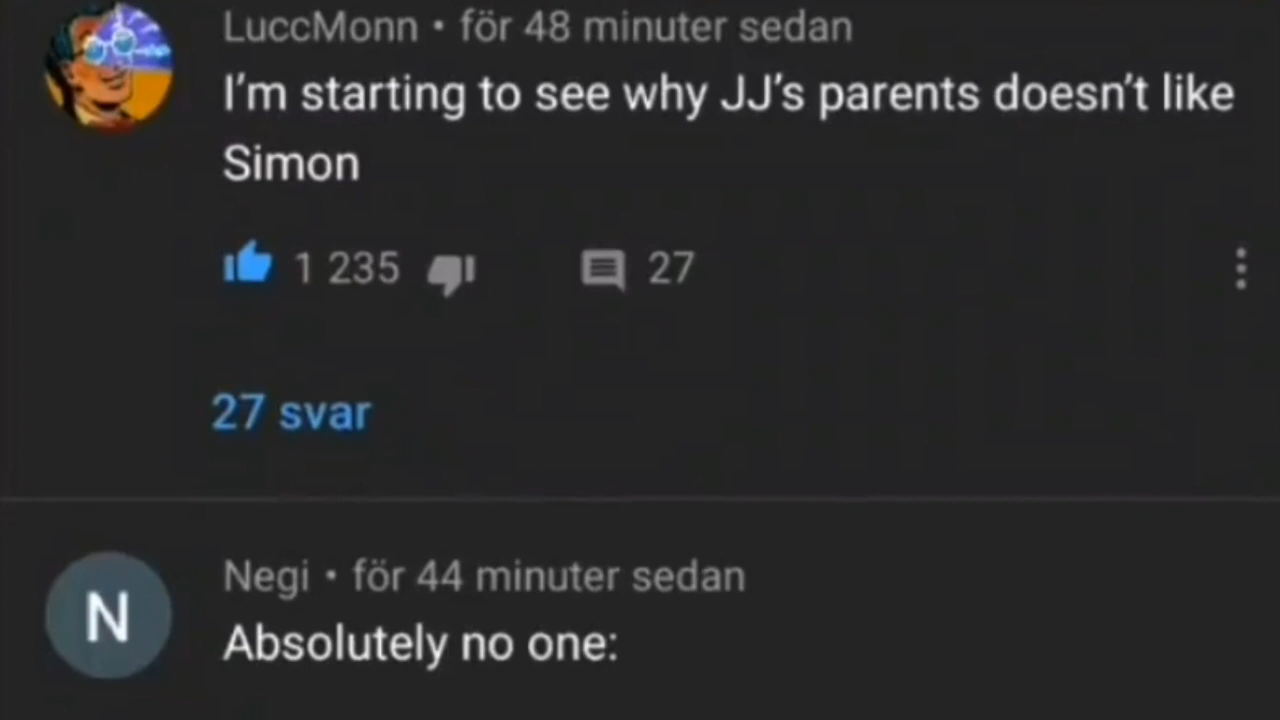 LuccMonn • för 48 minuter sedan
I'm starting to see why JJ's parents doesn't like
Simon
1 235
27
27 svar
N
Negi • för 44 minuter sedan
Absolutely no one: